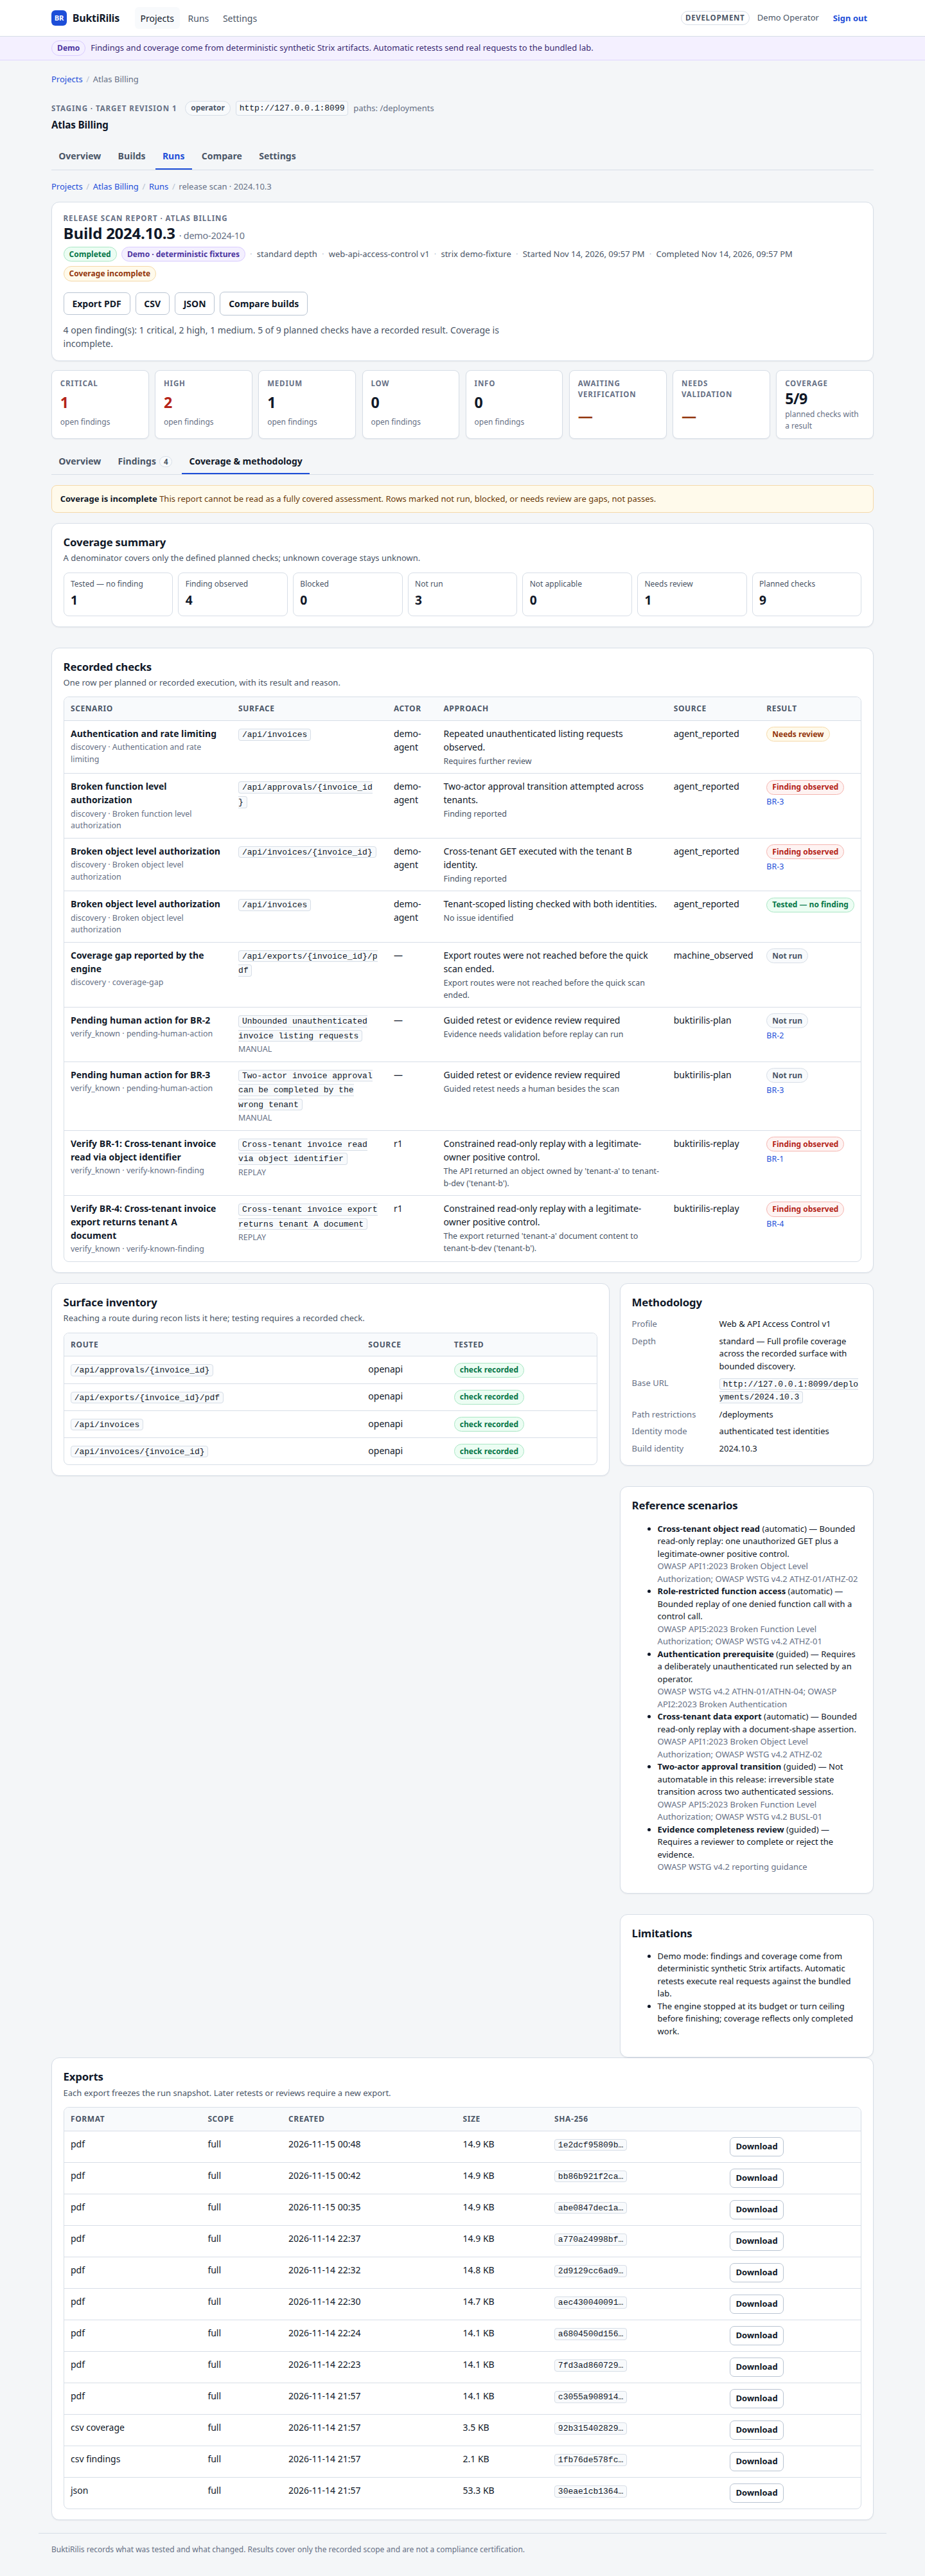 BR BuktiRilis Projects Runs Settings DEVELOPMENT Demo Operator Sign out
Demo Findings and coverage come from deterministic synthetic Strix artifacts. Automatic retests send real requests to the bundled lab.
Projects / Atlas Billing
STAGING · TARGET REVISION 1 operator http://127.0.0.1:8099 paths: /deployments
Atlas Billing
Overview Builds Runs Compare Settings
Projects / Atlas Billing / Runs / release scan · 2024.10.3
RELEASE SCAN REPORT · ATLAS BILLING
Build 2024.10.3 · demo-2024-10
Completed Demo · deterministic fixtures · standard depth · web-api-access-control v1 · strix demo-fixture · Started Nov 14, 2026, 09:57 PM · Completed Nov 14, 2026, 09:57 PM
Coverage incomplete
Export PDF CSV JSON Compare builds
4 open finding(s): 1 critical, 2 high, 1 medium. 5 of 9 planned checks have a recorded result. Coverage is
incomplete.
CRITICAL
1
open findings
HIGH
2
open findings
MEDIUM
1
open findings
LOW
0
open findings
INFO
0
open findings
AWAITING
VERIFICATION
—
NEEDS
VALIDATION
—
COVERAGE
5/9
planned checks with
a result
Overview Findings 4 Coverage & methodology
Coverage is incomplete This report cannot be read as a fully covered assessment. Rows marked not run, blocked, or needs review are gaps, not passes.
Coverage summary
A denominator covers only the defined planned checks; unknown coverage stays unknown.
Tested — no finding
1
Finding observed
4
Blocked
0
Not run
3
Not applicable
0
Needs review
1
Planned checks
9
Recorded checks
One row per planned or recorded execution, with its result and reason.
SCENARIO SURFACE ACTOR APPROACH SOURCE RESULT
Authentication and rate limiting
discovery · Authentication and rate
limiting
/api/invoices
demo-
agent
Repeated unauthenticated listing requests
observed.
Requires further review
agent_reported
Needs review
Broken function level
authorization
discovery · Broken function level
authorization
/api/approvals/{invoice_id
}
demo-
agent
Two-actor approval transition attempted across
tenants.
Finding reported
agent_reported
Finding observed
BR-3
Broken object level authorization
discovery · Broken object level
authorization
/api/invoices/{invoice_id}
demo-
agent
Cross-tenant GET executed with the tenant B
identity.
Finding reported
agent_reported
Finding observed
BR-3
Broken object level authorization
discovery · Broken object level
authorization
/api/invoices
demo-
agent
Tenant-scoped listing checked with both identities.
No issue identified
agent_reported
Tested — no finding
Coverage gap reported by the
engine
discovery · coverage-gap
/api/exports/{invoice_id}/p
df
—
Export routes were not reached before the quick
scan ended.
Export routes were not reached before the quick scan
ended.
machine_observed
Not run
Pending human action for BR-2
verify_known · pending-human-action
Unbounded unauthenticated
invoice listing requests
MANUAL
—
Guided retest or evidence review required
Evidence needs validation before replay can run
buktirilis-plan
Not run
BR-2
Pending human action for BR-3
verify_known · pending-human-action
Two-actor invoice approval
can be completed by the
wrong tenant
MANUAL
—
Guided retest or evidence review required
Guided retest needs a human besides the scan
buktirilis-plan
Not run
BR-3
Verify BR-1: Cross-tenant invoice
read via object identifier
verify_known · verify-known-finding
Cross-tenant invoice read
via object identifier
REPLAY
r1
Constrained read-only replay with a legitimate-
owner positive control.
The API returned an object owned by 'tenant-a' to tenant-
b-dev ('tenant-b').
buktirilis-replay
Finding observed
BR-1
Verify BR-4: Cross-tenant invoice
export returns tenant A
document
verify_known · verify-known-finding
Cross-tenant invoice export
returns tenant A document
REPLAY
r1
Constrained read-only replay with a legitimate-
owner positive control.
The export returned 'tenant-a' document content to
tenant-b-dev ('tenant-b').
buktirilis-replay
Finding observed
BR-4
Surface inventory
Reaching a route during recon lists it here; testing requires a recorded check.
ROUTE SOURCE TESTED
/api/approvals/{invoice_id} openapi check recorded
/api/exports/{invoice_id}/pdf openapi check recorded
/api/invoices openapi check recorded
/api/invoices/{invoice_id} openapi check recorded
Methodology
Profile Web & API Access Control v1
Depth standard — Full profile coverage
across the recorded surface with
bounded discovery.
Base URL http://127.0.0.1:8099/deplo
yments/2024.10.3
Path restrictions /deployments
Identity mode authenticated test identities
Build identity 2024.10.3
Reference scenarios
• Cross-tenant object read (automatic) — Bounded
read-only replay: one unauthorized GET plus a
legitimate-owner positive control.
OWASP API1:2023 Broken Object Level
Authorization; OWASP WSTG v4.2 ATHZ-01/ATHZ-02
• Role-restricted function access (automatic) —
Bounded replay of one denied function call with a
control call.
OWASP API5:2023 Broken Function Level
Authorization; OWASP WSTG v4.2 ATHZ-01
• Authentication prerequisite (guided) — Requires
a deliberately unauthenticated run selected by an
operator.
OWASP WSTG v4.2 ATHN-01/ATHN-04; OWASP
API2:2023 Broken Authentication
• Cross-tenant data export (automatic) — Bounded
read-only replay with a document-shape assertion.
OWASP API1:2023 Broken Object Level
Authorization; OWASP WSTG v4.2 ATHZ-02
• Two-actor approval transition (guided) — Not
automatable in this release: irreversible state
transition across two authenticated sessions.
OWASP API5:2023 Broken Function Level
Authorization; OWASP WSTG v4.2 BUSL-01
• Evidence completeness review (guided) —
Requires a reviewer to complete or reject the
evidence.
OWASP WSTG v4.2 reporting guidance
Limitations
• Demo mode: findings and coverage come from
deterministic synthetic Strix artifacts. Automatic
retests execute real requests against the bundled
lab.
• The engine stopped at its budget or turn ceiling
before finishing; coverage reflects only completed
work.
Exports
Each export freezes the run snapshot. Later retests or reviews require a new export.
FORMAT SCOPE CREATED SIZE SHA-256
pdf full 2026-11-15 00:48 14.9 KB 1e2dcf95809b… Download
pdf full 2026-11-15 00:42 14.9 KB bb86b921f2ca… Download
pdf full 2026-11-15 00:35 14.9 KB abe0847dec1a… Download
pdf full 2026-11-14 22:37 14.9 KB a770a24998bf… Download
pdf full 2026-11-14 22:32 14.8 KB 2d9129cc6ad9… Download
pdf full 2026-11-14 22:30 14.7 KB aec430040091… Download
pdf full 2026-11-14 22:24 14.1 KB a6804500d156… Download
pdf full 2026-11-14 22:23 14.1 KB 7fd3ad860729… Download
pdf full 2026-11-14 21:57 14.1 KB c3055a908914… Download
csv coverage full 2026-11-14 21:57 3.5 KB 92b315402829… Download
csv findings full 2026-11-14 21:57 2.1 KB 1fb76de578fc… Download
json full 2026-11-14 21:57 53.3 KB 30eae1cb1364… Download
BuktiRilis records what was tested and what changed. Results cover only the recorded scope and are not a compliance certification.